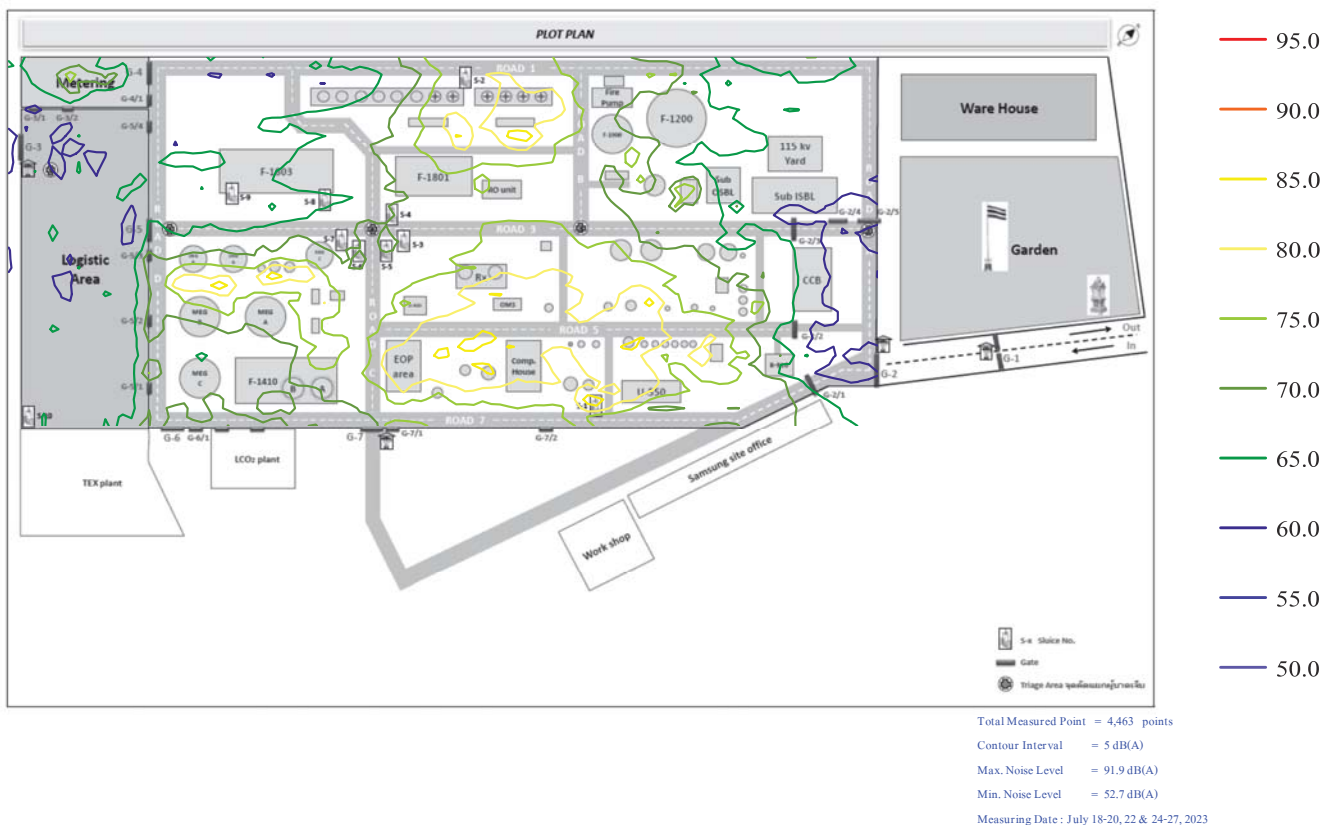 PLOT PLAN
ROAD 1
Metering
G-4
G-4/1
G-5/1
G-3/2
G-5/4
G-3
S-2
Fire Pump
F-1200
115 kv Yard
Ware House
F-1803
F-1801
RO unit
Sub OSBL
Sub ISBL
S-9
S-8
S-4
G-2/4
G-2/5
G-5
ROAD 3
S-7
S-3
S-5
G-2/3
Garden
Logistic Area
CCB
MEG A
MEG C
G-5/2
ROAD 5
ROAD C
EOP area
Comp. House
F-1410
B
A
G-5/1
G-2/1
G-2
G-1
Out
In
ROAD 7
G-6
G-6/1
G-7
G-7/1
G-7/2
TEX plant
LCO2 plant
Samsung site office
Work shop
S-x Sluice No.
Gate
Triage Area
95.0
90.0
85.0
80.0
75.0
70.0
65.0
60.0
55.0
50.0
Total Measured Point = 4,463 points
Contour Interval = 5 dB(A)
Max. Noise Level = 91.9 dB(A)
Min. Noise Level = 52.7 dB(A)
Measuring Date : July 18-20, 22 & 24-27, 2023